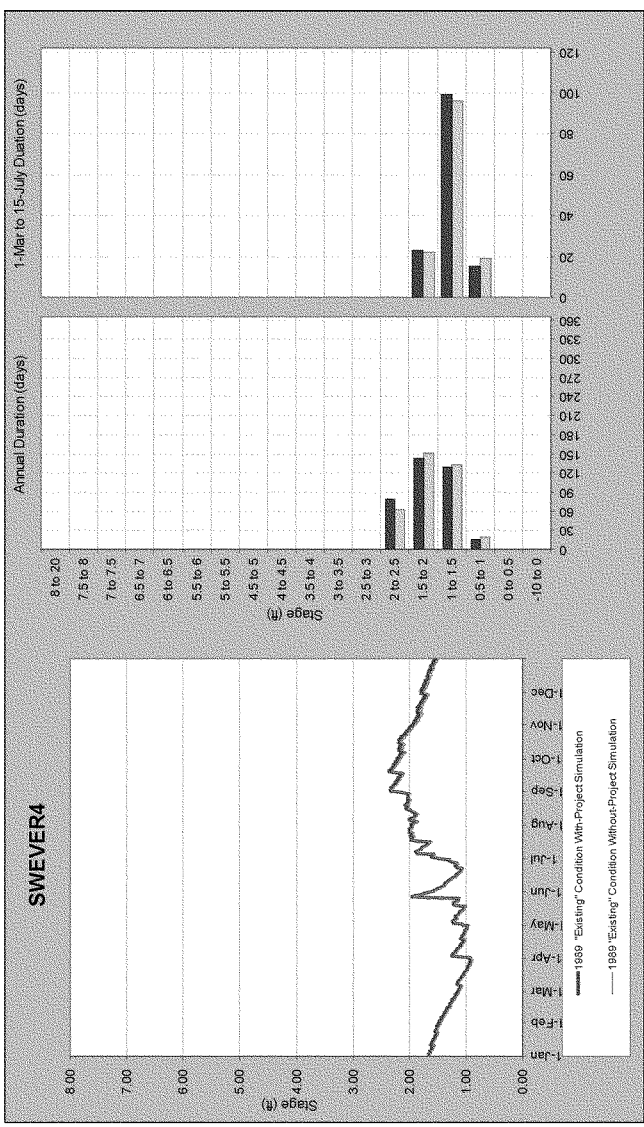 SWEVER4
Stage (ft)
8.00
7.00
6.00
5.00
4.00
3.00
2.00
1.00
0.00
1-Jan
1-Feb
1-Mar
1-Apr
1-May
1-Jun
1-Jul
1-Aug
1-Sep
1-Oct
1-Nov
1-Dec
1989 "Existing" Condition With-Project Simulation
1989 "Existing" Condition Without-Project Simulation
Annual Duration (days)
Stage (ft)
8 to 20
7.5 to 8
7 to 7.5
6.5 to 7
6 to 6.5
5.5 to 6
5 to 5.5
4.5 to 5
4 to 4.5
3.5 to 4
3 to 3.5
2.5 to 3
2 to 2.5
1.5 to 2
1 to 1.5
0.5 to 1
0 to 0.5
-10 to 0
0
30
60
90
120
150
180
210
240
270
300
330
360
1-Mar to 15-July Duation (days)
0
20
40
60
80
100
120